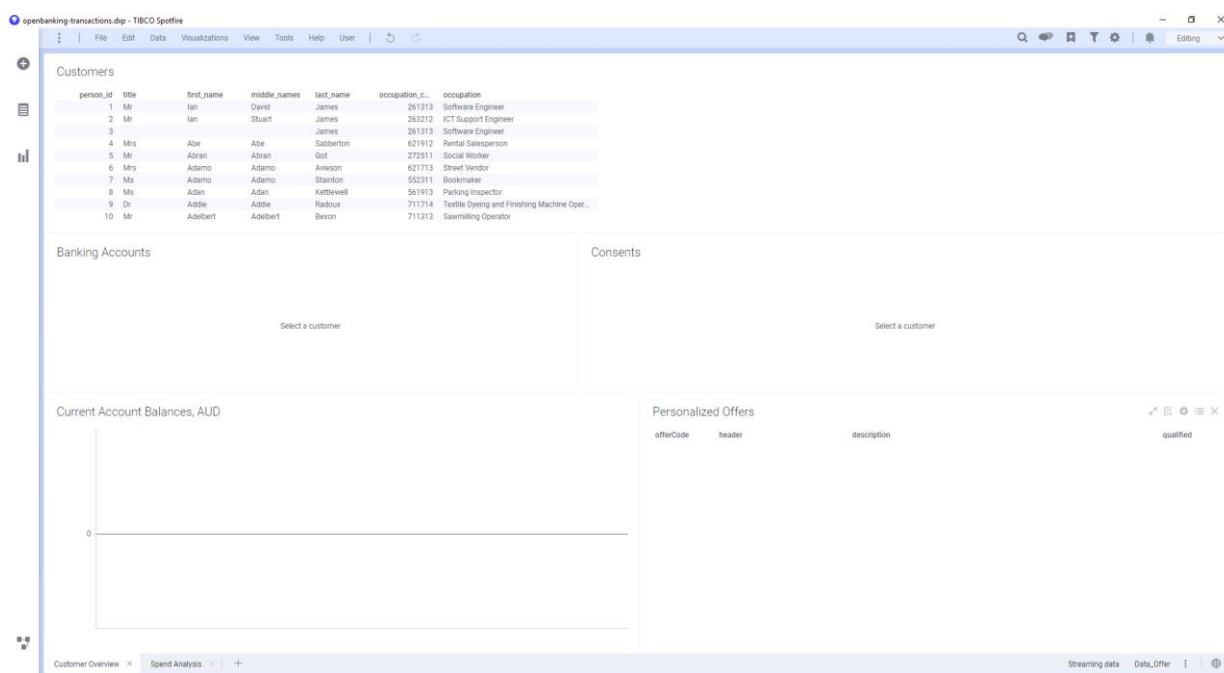 openbanking-transactions.dxp - TIBCO Spotfire
File Edit Data Visualizations View Tools Help User Editing
Customers
person_id title first_name middle_names last_name occupation_c... occupation
1 Mr Ian David James 261313 Software Engineer
2 Mr Ian Stuart James 263212 ICT Support Engineer
3 James 261313 Software Engineer
4 Mrs Abe Abe Sabberton 621912 Rental Salesperson
5 Mr Abran Abran Got 272511 Social Worker
6 Mrs Adamo Adamo Avieson 621713 Street Vendor
7 Ms Adamo Adamo Stainton 552311 Bookmaker
8 Ms Adan Adan Kettlewell 561913 Parking Inspector
9 Dr Addie Addie Radoux 711714 Textile Dyeing and Finishing Machine Oper...
10 Mr Adelbert Adelbert Bexon 711313 Sawmilling Operator
Banking Accounts
Select a customer
Consents
Select a customer
Current Account Balances, AUD
0
Personalized Offers
offerCode header description qualified
Customer Overview Spend Analysis Streaming data Data_Offer